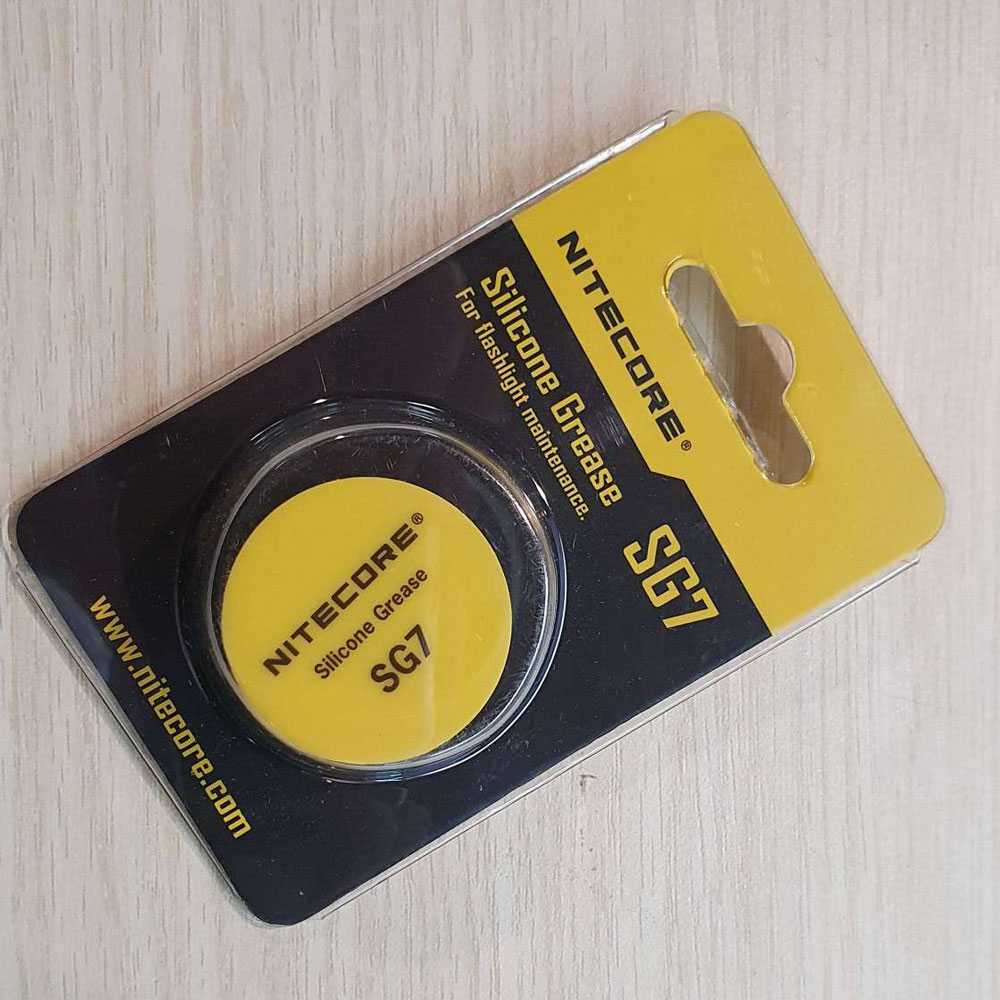 NITECORE®
Silicone Grease
For flashlight maintenance.
SG7
NITECORE®
Silicone Grease
SG7
www.nitecore.com